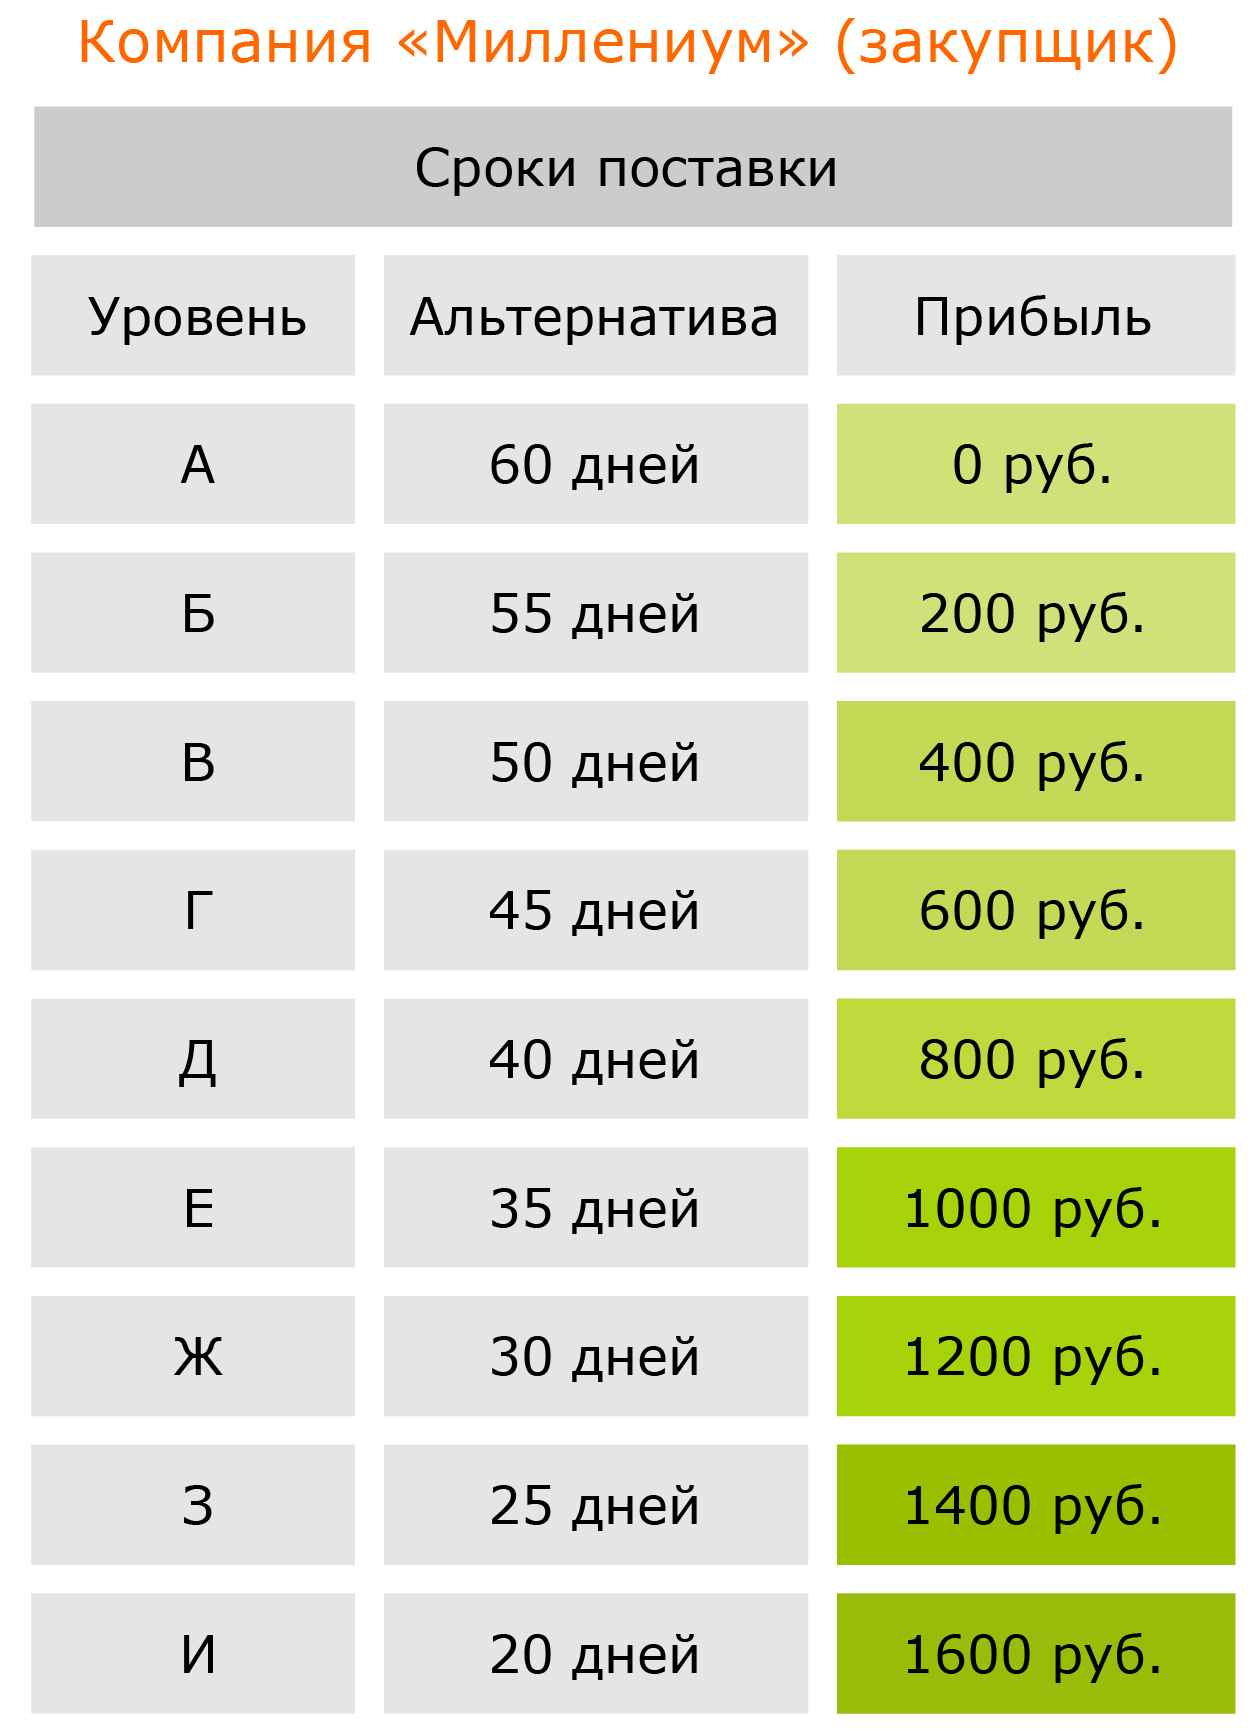 Компания «Миллениум» (закупщик)
Сроки поставки
Уровень Альтернатива Прибыль
А 60 дней 0 руб.
Б 55 дней 200 руб.
В 50 дней 400 руб.
Г 45 дней 600 руб.
Д 40 дней 800 руб.
Е 35 дней 1000 руб.
Ж 30 дней 1200 руб.
З 25 дней 1400 руб.
И 20 дней 1600 руб.